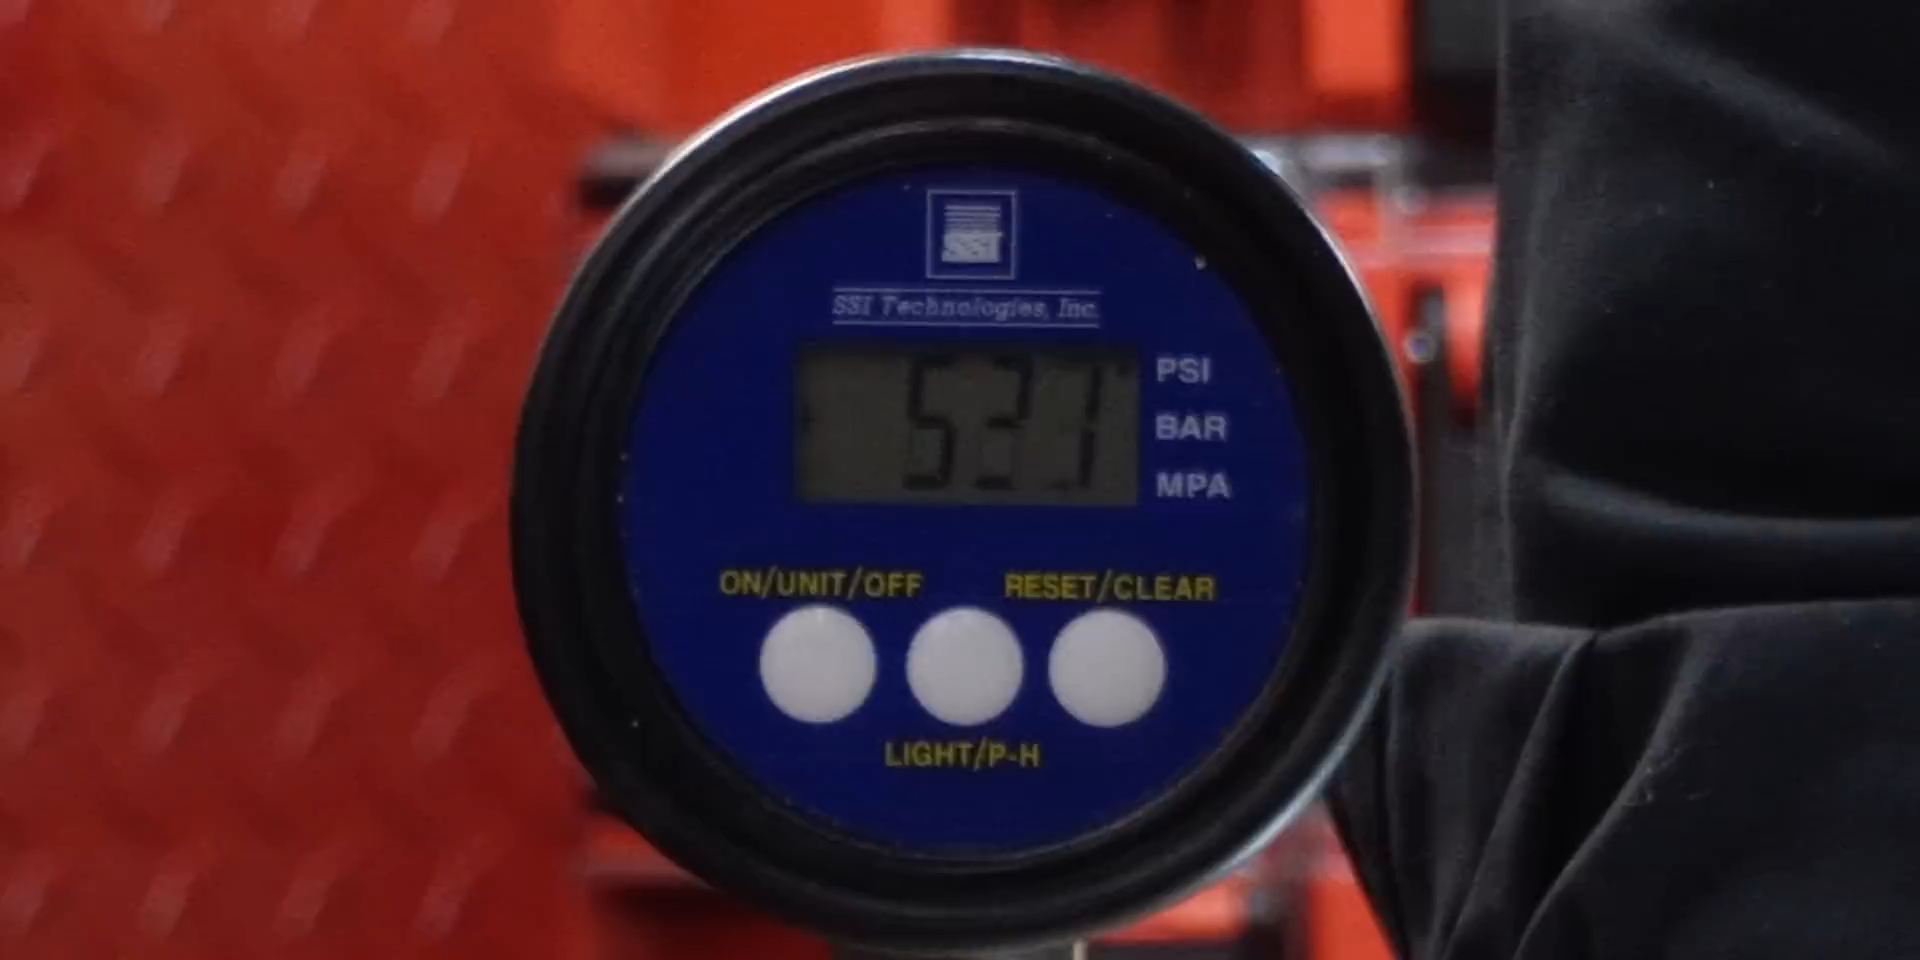 SSI
SSI Technologies, Inc.
PSI
BAR
MPA
ON/UNIT/OFF
RESET/CLEAR
LIGHT/P-H